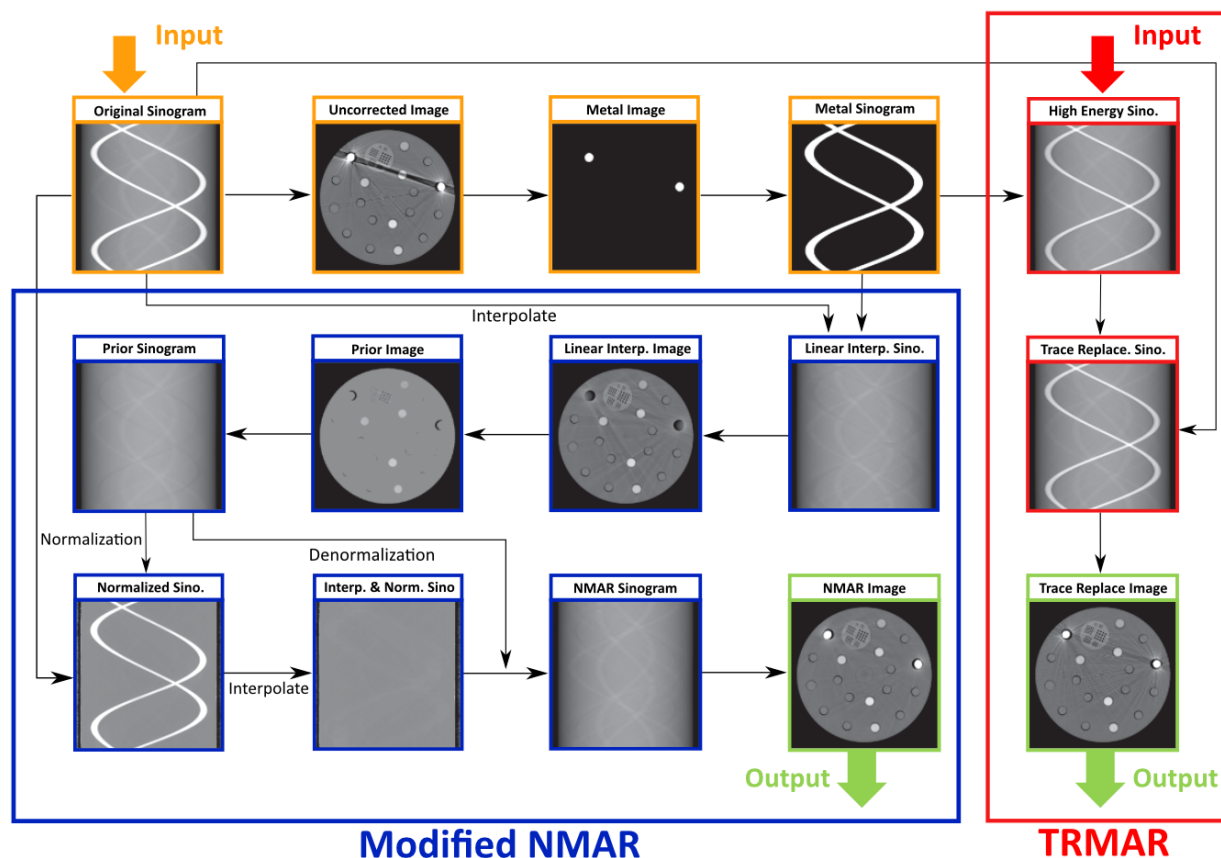 Input
Input
Original Sinogram
Uncorrected Image
Metal Image
Metal Sinogram
High Energy Sino.
Interpolate
Prior Sinogram
Prior Image
Linear Interp. Image
Linear Interp. Sino.
Trace Replace. Sino.
Normalization
Denormalization
Normalized Sino.
Interp. & Norm. Sino
NMAR Sinogram
NMAR Image
Trace Replace Image
Interpolate
Output
Output
Modified NMAR
TRMAR